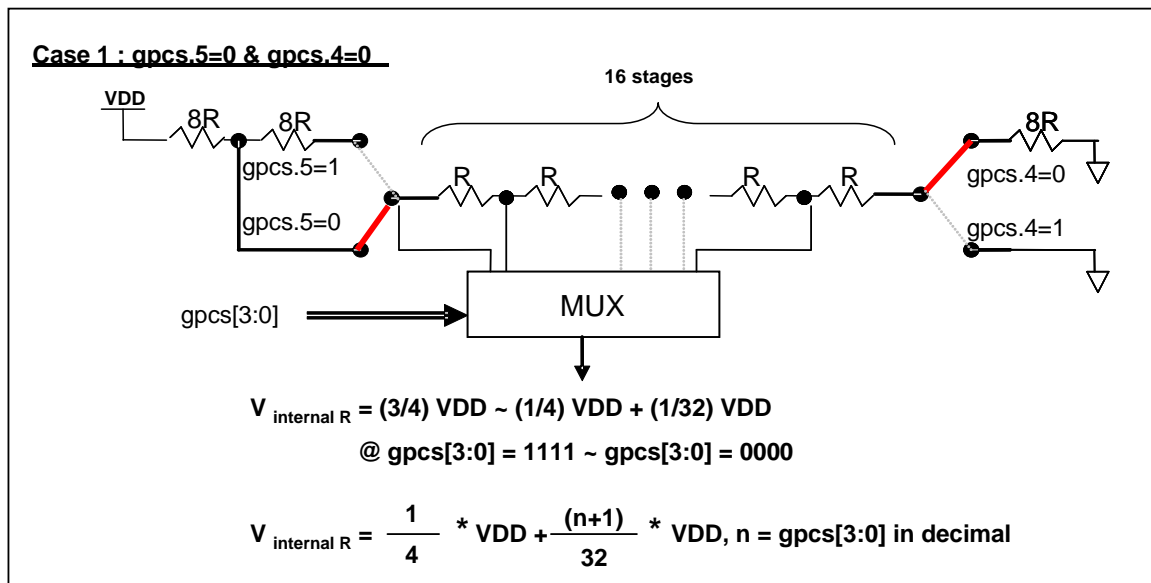 Case 1 : gpcs.5=0 & gpcs.4=0
16 stages
VDD
8R
8R
8R
gpcs.5=1
gpcs.4=0
R
R
R
R
gpcs.5=0
gpcs.4=1
gpcs[3:0]
MUX
V internal R = (3/4) VDD ~ (1/4) VDD + (1/32) VDD
@ gpcs[3:0] = 1111 ~ gpcs[3:0] = 0000
V internal R = 1/4 * VDD + (n+1)/32 * VDD, n = gpcs[3:0] in decimal